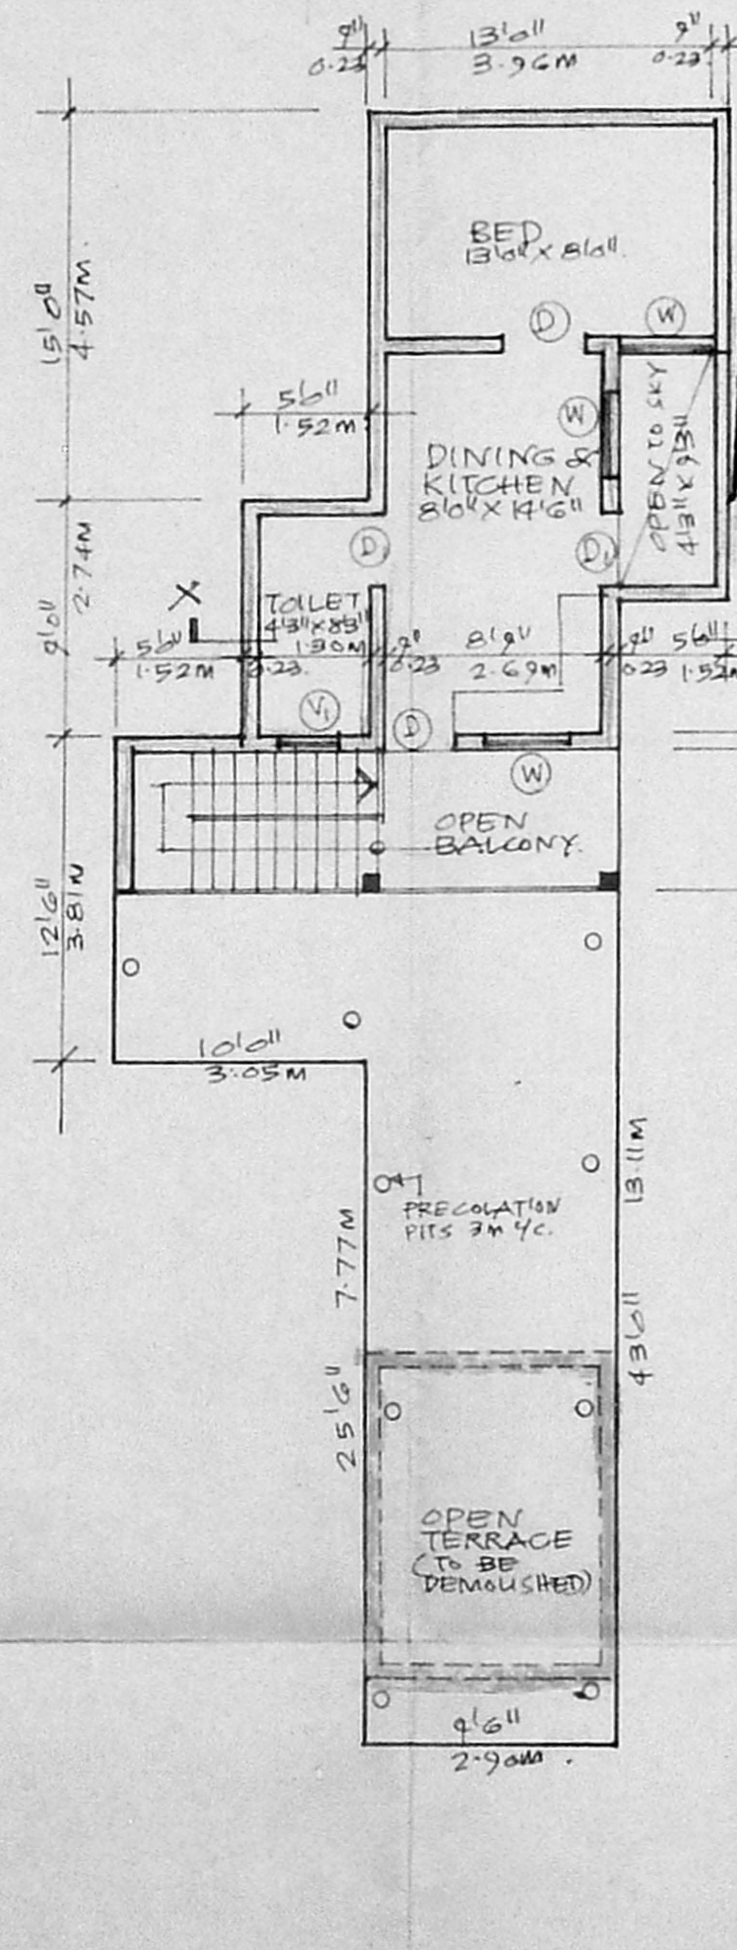 9" 13'0" 9"
0.23 3.96M 0.23
BED
13'0" X 8'0".
D
W
15'0"
4.57M.
5'6"
1.52M
W
DINING &
KITCHEN
8'0" X 14'6"
OPEN TO SKY
4'3" X 9'3"
D1
9'0"
2.74M
X
TOILET
4'3" X 8'3"
1.30M
5'6" 9" 8'9" 9" 5'6"
1.52M 0.23. 0.23 2.69M 0.23 1.52M
V1
D
W
OPEN
BALCONY.
12'6"
3.81M
10'0"
3.05M
PRECOLATION
PITS 3M C/C.
7.77M
25'6"
13.11M
43'0"
OPEN
TERRACE
(TO BE
DEMOLISHED)
9'6"
2.90M.